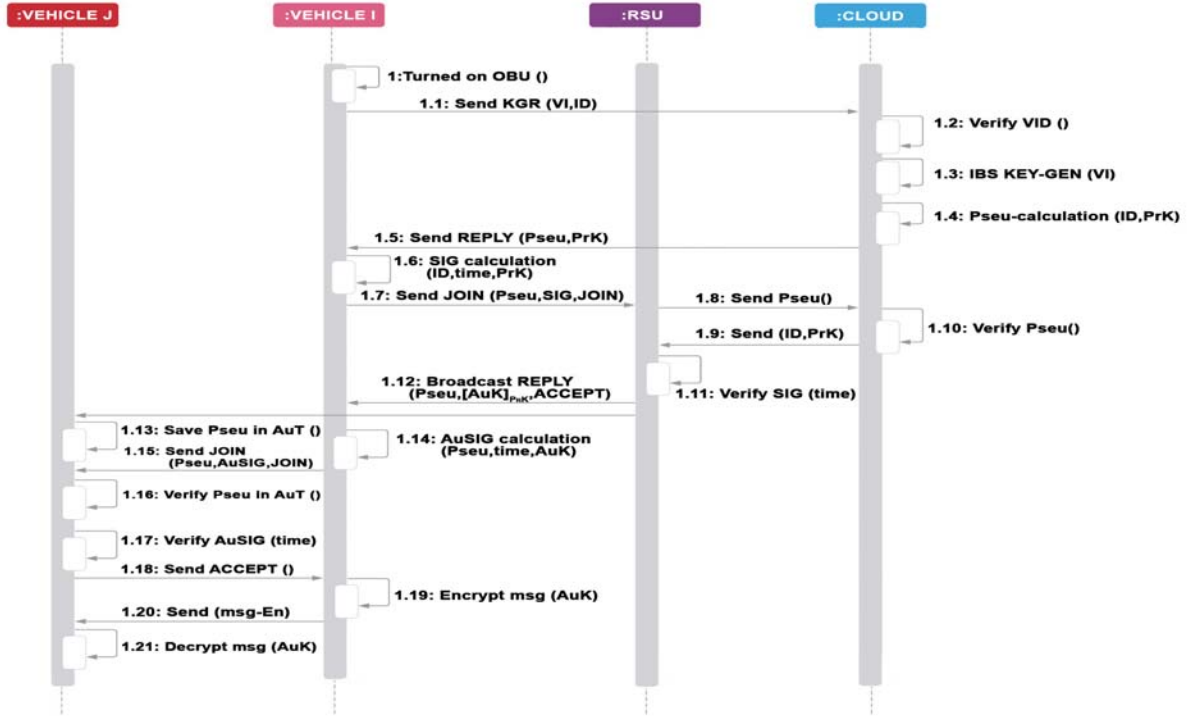 :VEHICLE J
:VEHICLE I
:RSU
:CLOUD
1:Turned on OBU ()
1.1: Send KGR (VI,ID)
1.2: Verify VID ()
1.3: IBS KEY-GEN (VI)
1.4: Pseu-calculation (ID,PrK)
1.5: Send REPLY (Pseu,PrK)
1.6: SIG calculation
(ID,time,PrK)
1.7: Send JOIN (Pseu,SIG,JOIN)
1.8: Send Pseu()
1.10: Verify Pseu()
1.9: Send (ID,PrK)
1.12: Broadcast REPLY
(Pseu,[AuK]PrK,ACCEPT)
1.11: Verify SIG (time)
1.13: Save Pseu in AuT ()
1.14: AuSIG calculation
(Pseu,time,AuK)
1.15: Send JOIN
(Pseu,AuSIG,JOIN)
1.16: Verify Pseu in AuT ()
1.17: Verify AuSIG (time)
1.18: Send ACCEPT ()
1.19: Encrypt msg (AuK)
1.20: Send (msg-En)
1.21: Decrypt msg (AuK)